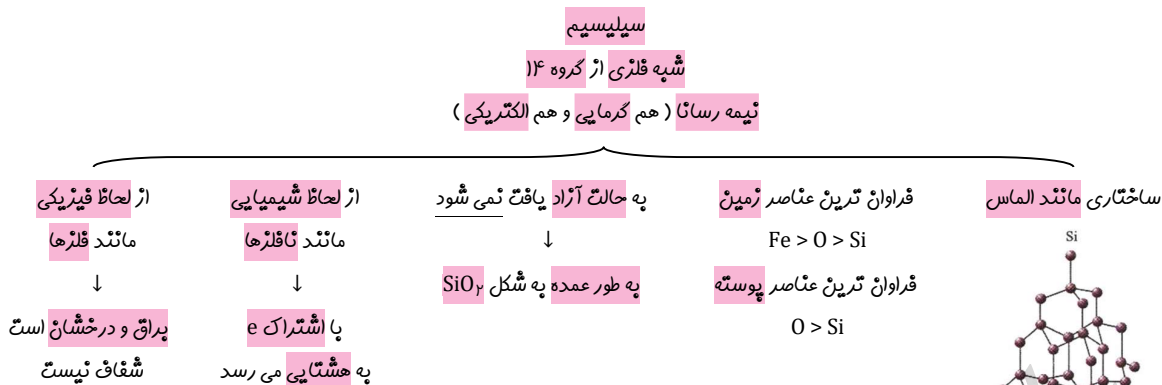 سیلیسیم
شبه فلزی از گروه ۱۴
نیمه رسانا ( هم گرمایی و هم الکتریکی )
ساختاری مانند الماس
Si
فراوان ترین عناصر زمین
Fe > O > Si
فراوان ترین عناصر پوسته
O > Si
به حالت آزاد یافت نمی شود
↓
به طور عمده به شکل SiO۲
از لحاظ شیمیایی
مانند نافلزها
↓
با اشتراک e
به هشتایی می رسد
از لحاظ فیزیکی
مانند فلزها
↓
براق و درخشان است
شفاف نیست